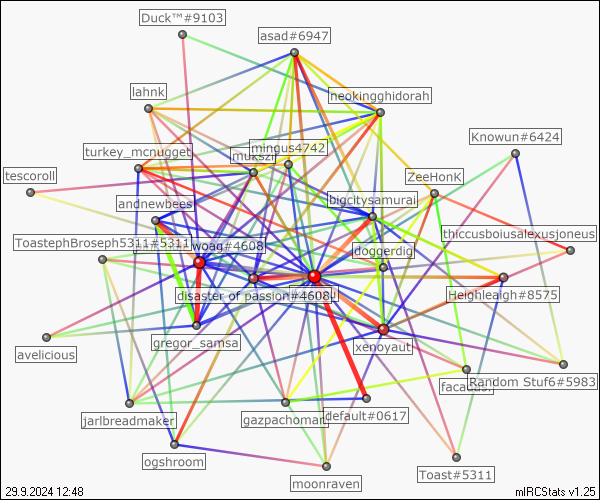 Duck™#9103
asad#6947
lahnk
neokingghidorah
Knowun#6424
mingus4742
turkey_mcnugget
mukszi
tescoroll
ZeeHonK
andnewbees
bigcitysamurai
thiccusboiusalexusjoneus
ToastephBroseph5311#5311
woag#4608
doggerdig
disaster of passion#4608
Heighleaigh#8575
gregor_samsa
avelicious
xenoyaut
Random Stuf6#5983
jarlbreadmaker
gazpachoman
default#0617
ogshroom
moonraven
Toast#5311
29.9.2024 12:48
mIRCStats v1.25